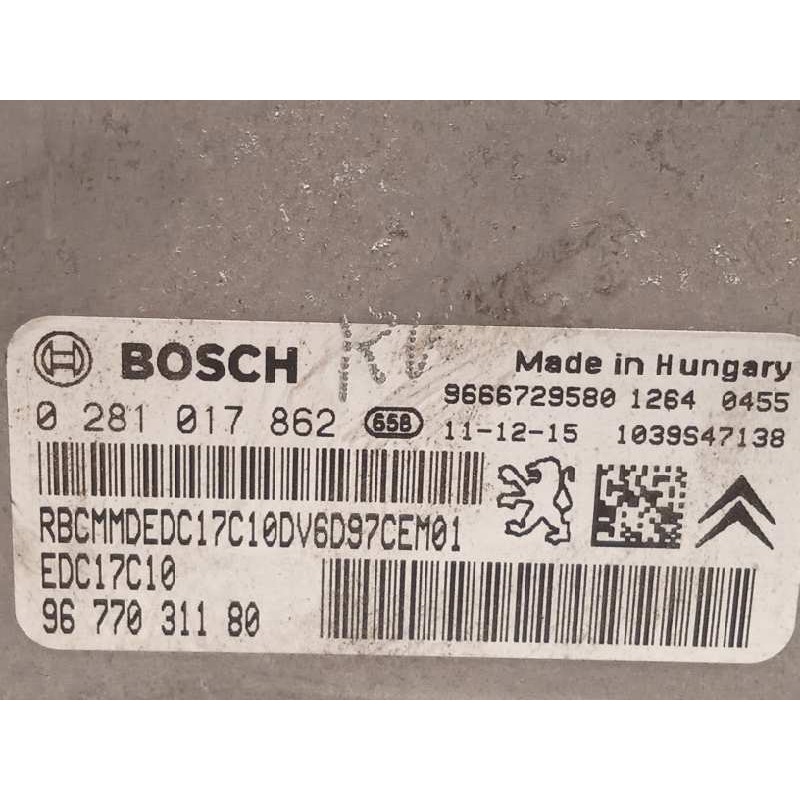 BOSCH
Made in Hungary
0 281 017 862 658
9666729580 1264 0455
11-12-15 1039S47138
RBCMMDEDC17C10DV6D97CEM01
EDC17C10
96 770 311 80